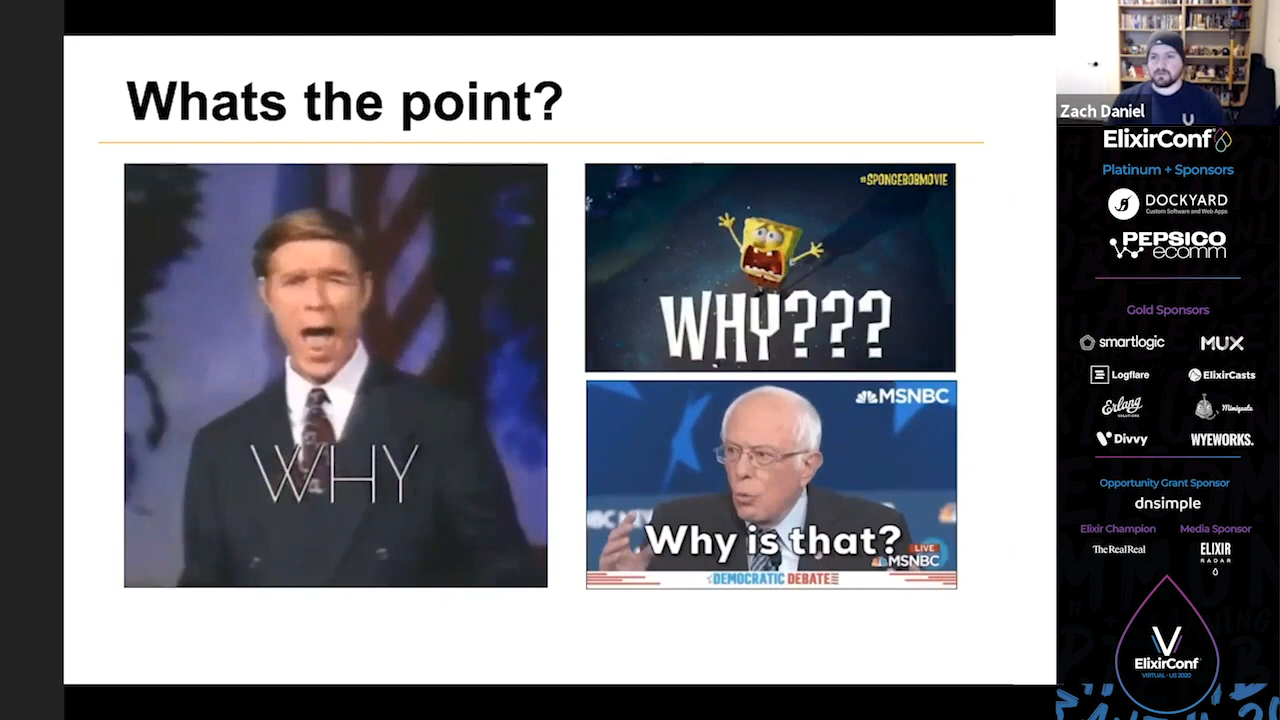 Whats the point?
WHY
#SPONGEBOBMOVIE
WHY???
MSNBC
Why is that?
LIVE
MSNBC
DEMOCRATIC DEBATE
Zach Daniel
ElixirConf
Platinum + Sponsors
DOCKYARD
Custom Software and Web Apps
PEPSICO
ecomm
Gold Sponsors
smartlogic
MUX
Logflare
ElixirCasts
Erlang
SOLUTIONS
Miniquote
Divvy
WYEWORKS.
Opportunity Grant Sponsor
dnsimple
Elixir Champion
Media Sponsor
TheRealReal
ELIXIR
RADAR
V
ElixirConf
VIRTUAL · US 2020